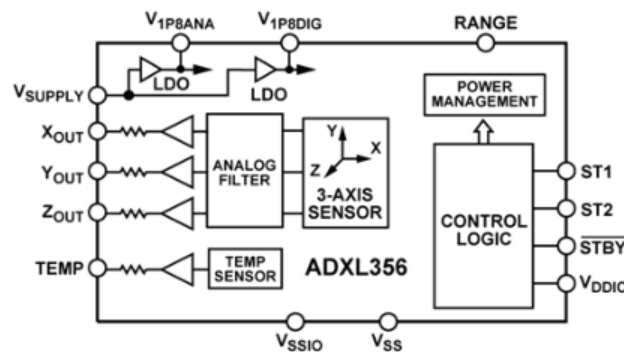 V1P8ANA
V1P8DIG
RANGE
LDO
LDO
POWER
MANAGEMENT
VSUPPLY
XOUT
YOUT
ZOUT
TEMP
ANALOG
FILTER
Y
X
Z
3-AXIS
SENSOR
TEMP
SENSOR
ADXL356
CONTROL
LOGIC
ST1
ST2
STBY
VDDIO
VSSIO
VSS